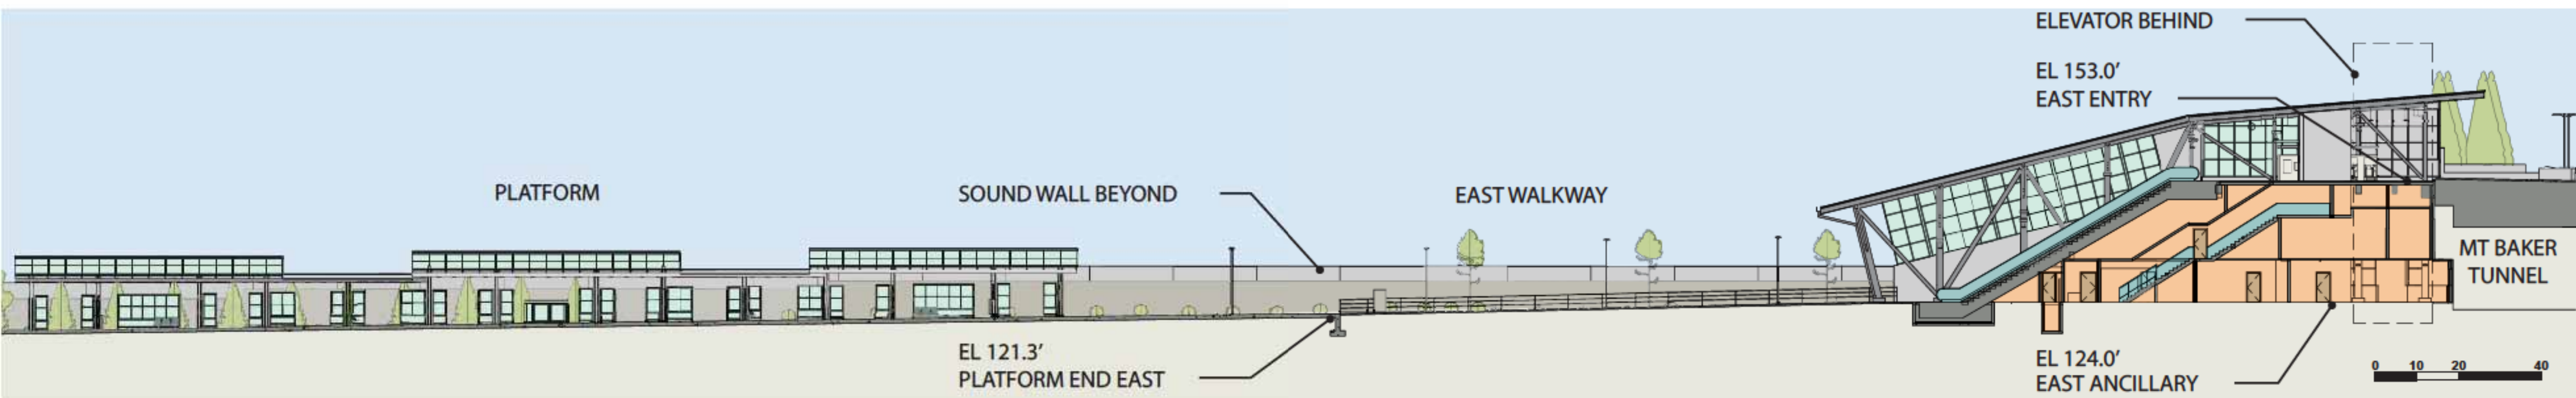 ELEVATOR BEHIND
EL 153.0'
EAST ENTRY
PLATFORM
SOUND WALL BEYOND
EAST WALKWAY
MT BAKER
TUNNEL
EL 121.3'
PLATFORM END EAST
EL 124.0'
EAST ANCILLARY
0 10 20 40